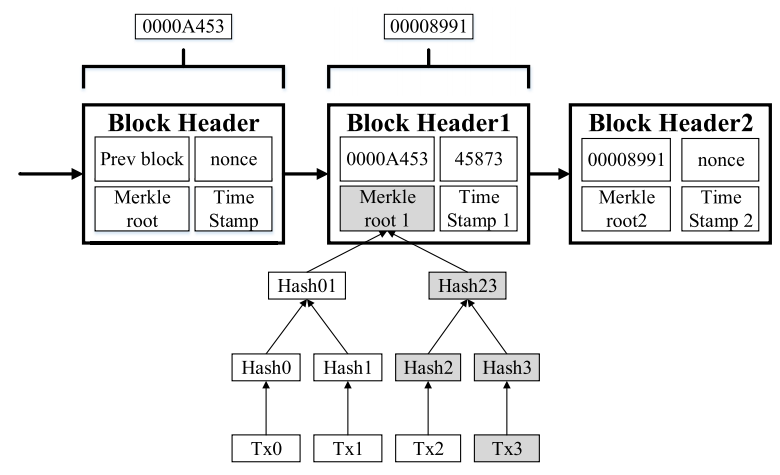 0000A453
00008991
Block Header
Prev block
nonce
Merkle
root
Time
Stamp
Block Header1
0000A453
45873
Merkle
root 1
Time
Stamp 1
Block Header2
00008991
nonce
Merkle
root2
Time
Stamp 2
Hash01
Hash23
Hash0
Hash1
Hash2
Hash3
Tx0
Tx1
Tx2
Tx3